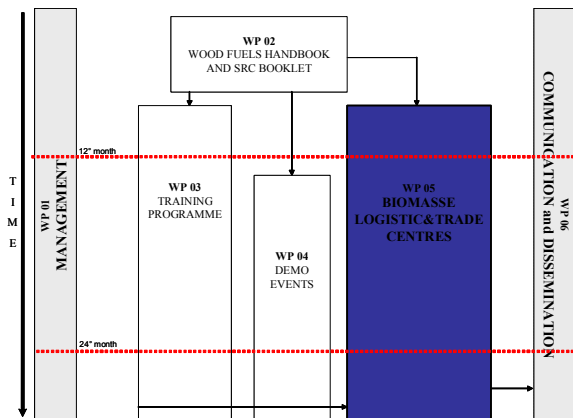 WP 02
WOOD FUELS HANDBOOK
AND SRC BOOKLET
12° month
T
I
M
E
WP 01
MANAGEMENT
WP 03
TRAINING
PROGRAMME
WP 04
DEMO
EVENTS
WP 05
BIOMASSE
LOGISTIC&TRADE
CENTRES
COMMUNICATION and DISSEMINATION
WP 06
24° month